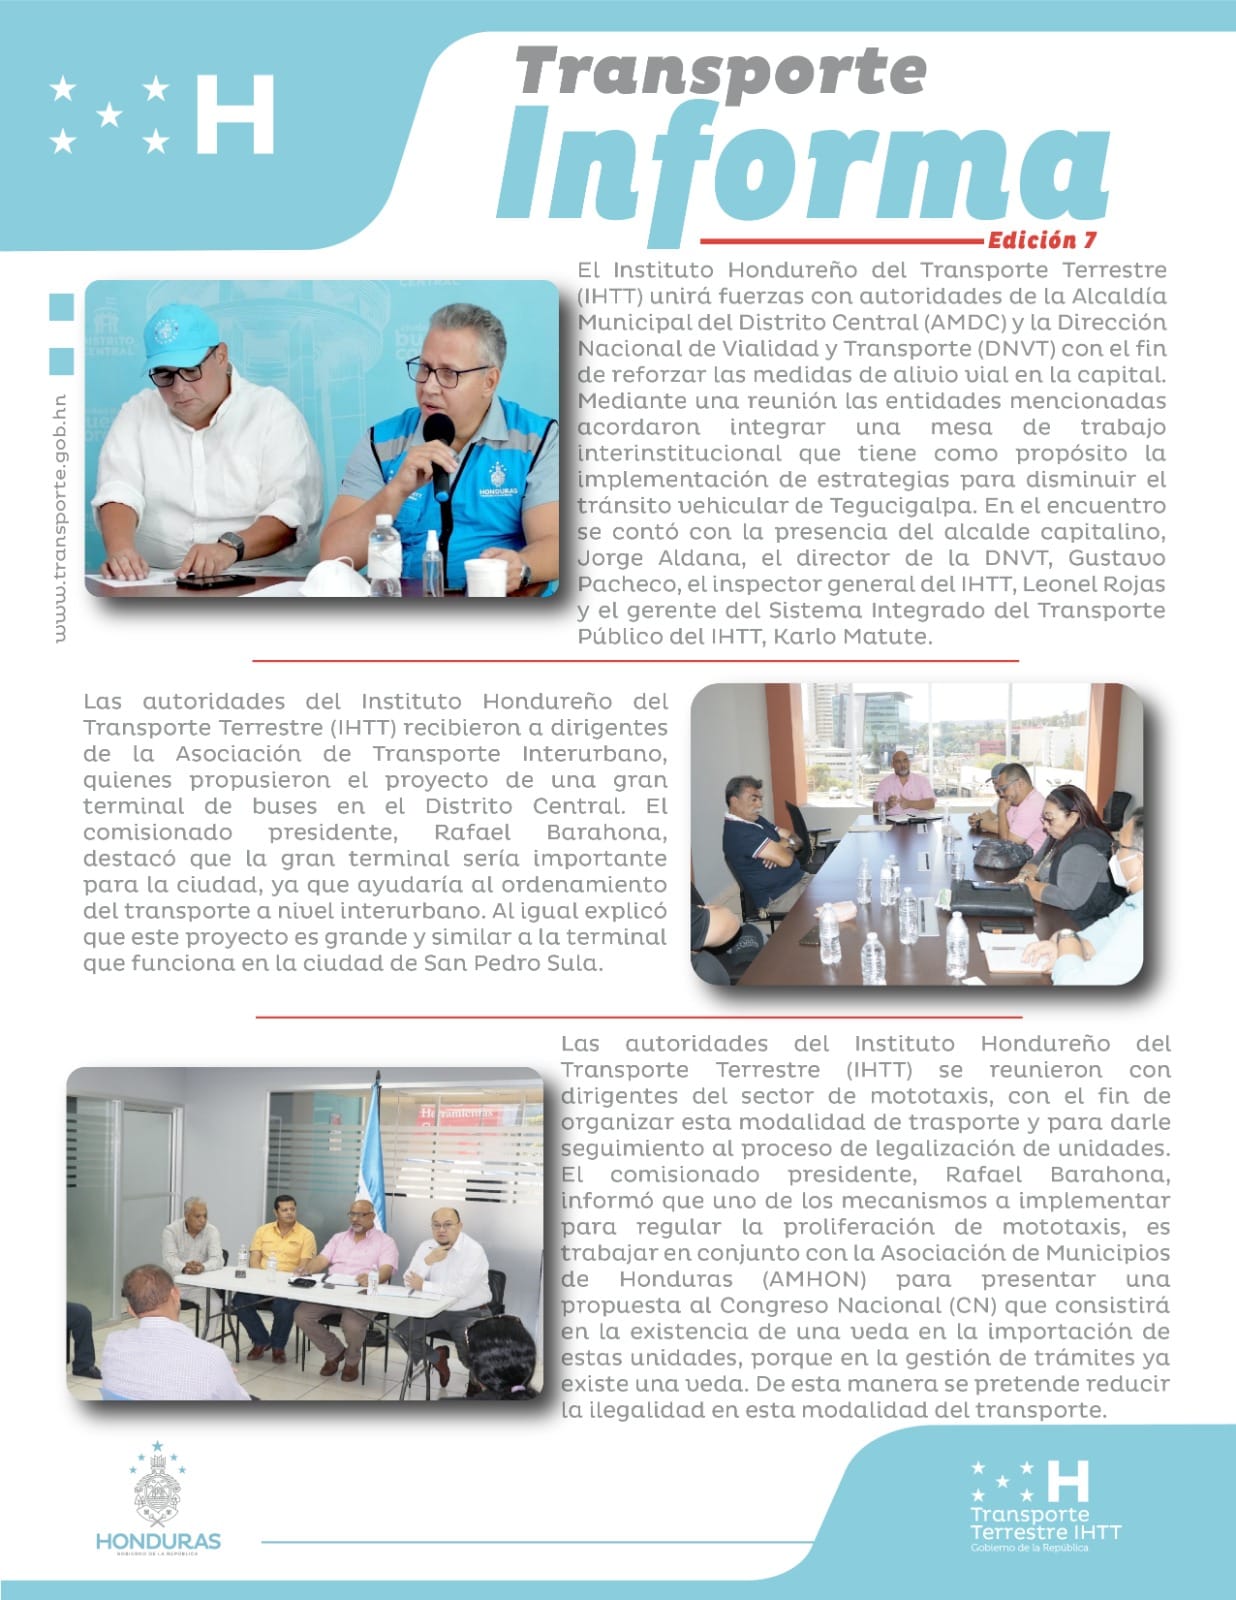 H
Transporte
Informa
Edición 7
www.transporte.gob.hn
DISTRITO
CENTRAL
CENTRAL
HONDURAS
El Instituto Hondureño del Transporte Terrestre
(IHTT) unirá fuerzas con autoridades de la Alcaldía
Municipal del Distrito Central (AMDC) y la Dirección
Nacional de Vialidad y Transporte (DNVT) con el fin
de reforzar las medidas de alivio vial en la capital.
Mediante una reunión las entidades mencionadas
acordaron integrar una mesa de trabajo
interinstitucional que tiene como propósito la
implementación de estrategias para disminuir el
tránsito vehicular de Tegucigalpa. En el encuentro
se contó con la presencia del alcalde capitalino,
Jorge Aldana, el director de la DNVT, Gustavo
Pacheco, el inspector general del IHTT, Leonel Rojas
y el gerente del Sistema Integrado del Transporte
Público del IHTT, Karlo Matute.
Las autoridades del Instituto Hondureño del
Transporte Terrestre (IHTT) recibieron a dirigentes
de la Asociación de Transporte Interurbano,
quienes propusieron el proyecto de una gran
terminal de buses en el Distrito Central. El
comisionado presidente, Rafael Barahona,
destacó que la gran terminal sería importante
para la ciudad, ya que ayudaría al ordenamiento
del transporte a nivel interurbano. Al igual explicó
que este proyecto es grande y similar a la terminal
que funciona en la ciudad de San Pedro Sula.
Herramientas
Las autoridades del Instituto Hondureño del
Transporte Terrestre (IHTT) se reunieron con
dirigentes del sector de mototaxis, con el fin de
organizar esta modalidad de trasporte y para darle
seguimiento al proceso de legalización de unidades.
El comisionado presidente, Rafael Barahona,
informó que uno de los mecanismos a implementar
para regular la proliferación de mototaxis, es
trabajar en conjunto con la Asociación de Municipios
de Honduras (AMHON) para presentar una
propuesta al Congreso Nacional (CN) que consistirá
en la existencia de una veda en la importación de
estas unidades, porque en la gestión de trámites ya
existe una veda. De esta manera se pretende reducir
la ilegalidad en esta modalidad del transporte.
HONDURAS
GOBIERNO DE LA REPÚBLICA
H
Transporte
Terrestre IHTT
Gobierno de la República